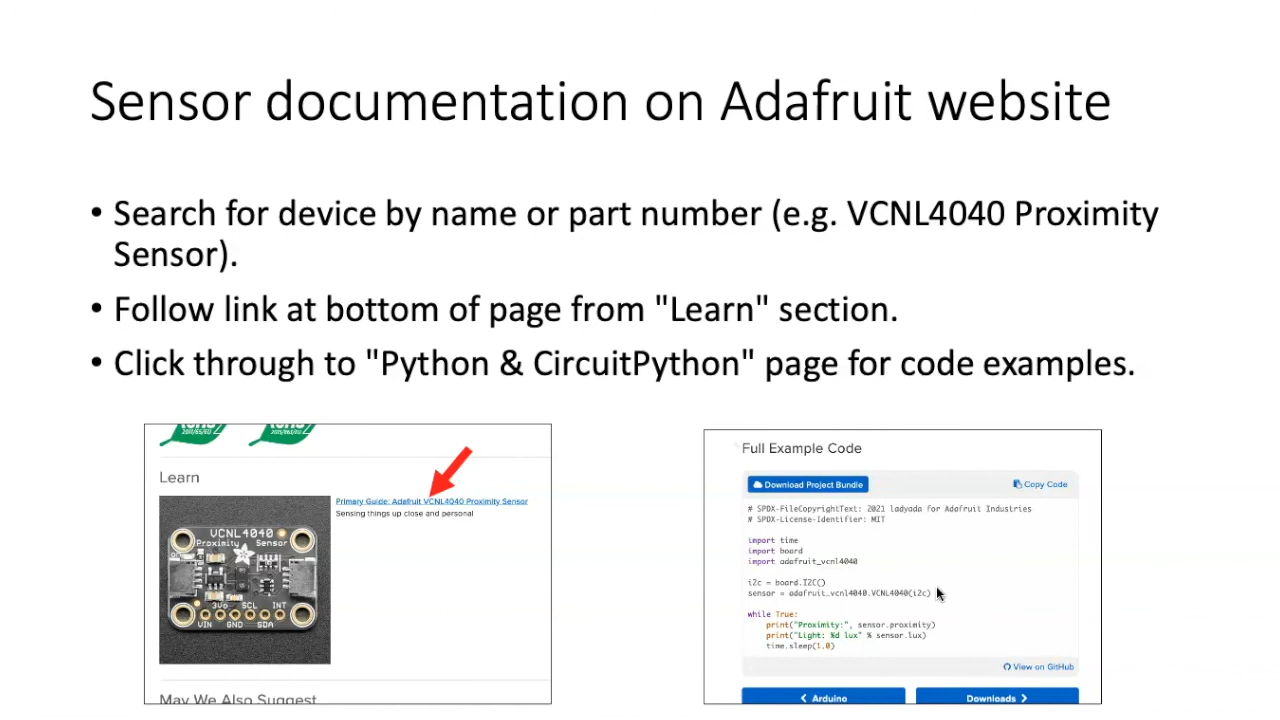 Sensor documentation on Adafruit website
• Search for device by name or part number (e.g. VCNL4040 Proximity
Sensor).
• Follow link at bottom of page from "Learn" section.
• Click through to "Python & CircuitPython" page for code examples.
Learn
Primary Guide: Adafruit VCNL4040 Proximity Sensor
Sensing things up close and personal
VCNL4040
Proximity Sensor
3Vo SCL INT
VIN GND SDA
May We Also Suggest
Full Example Code
Download Project Bundle
Copy Code
# SPDX-FileCopyrightText: 2021 ladyada for Adafruit Industries
# SPDX-License-Identifier: MIT
import time
import board
import adafruit_vcnl4040
i2c = board.I2C()
sensor = adafruit_vcnl4040.VCNL4040(i2c)
while True:
print("Proximity:", sensor.proximity)
print("Light: %d lux" % sensor.lux)
time.sleep(1.0)
View on GitHub
Arduino
Downloads